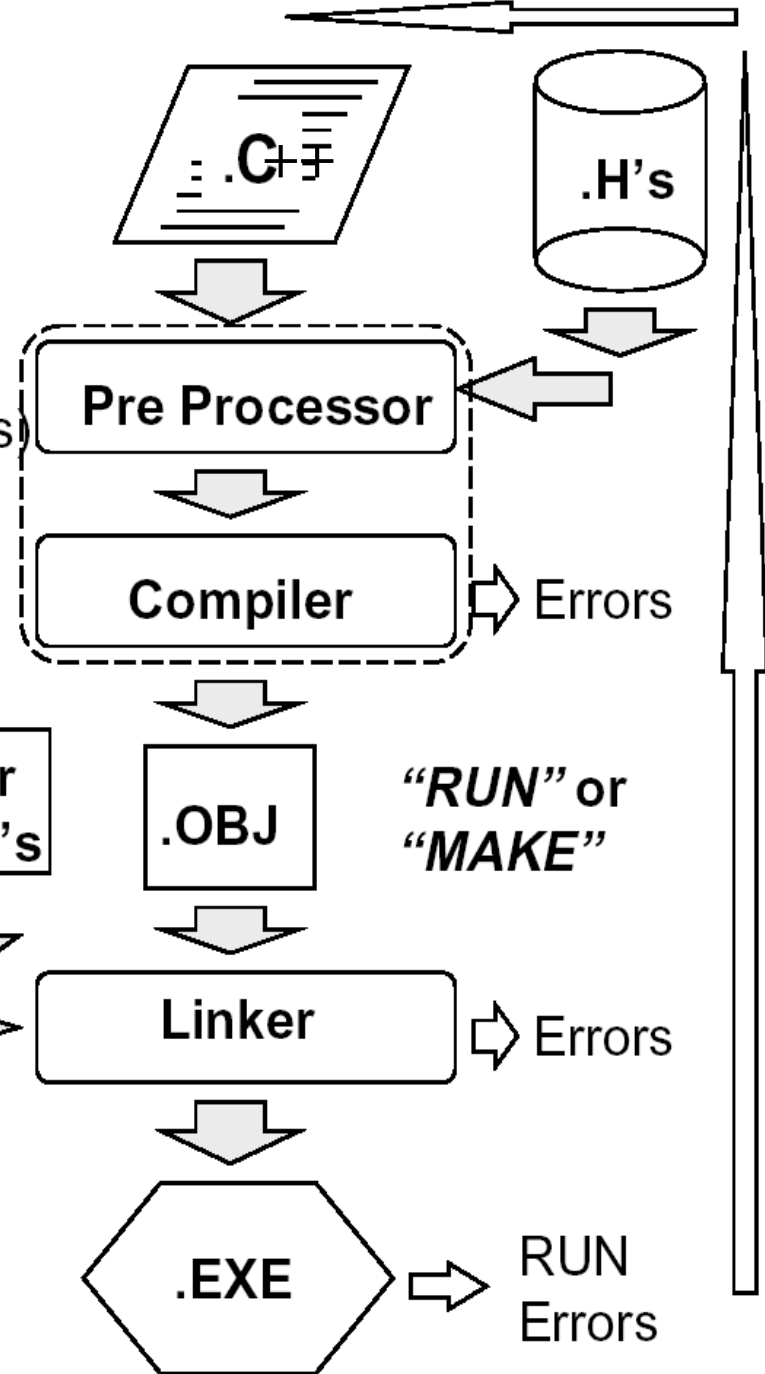 .C++
.H's
Pre Processor
s)
Compiler
Errors
r
's
.OBJ
“RUN” or
“MAKE”
Linker
Errors
.EXE
RUN
Errors